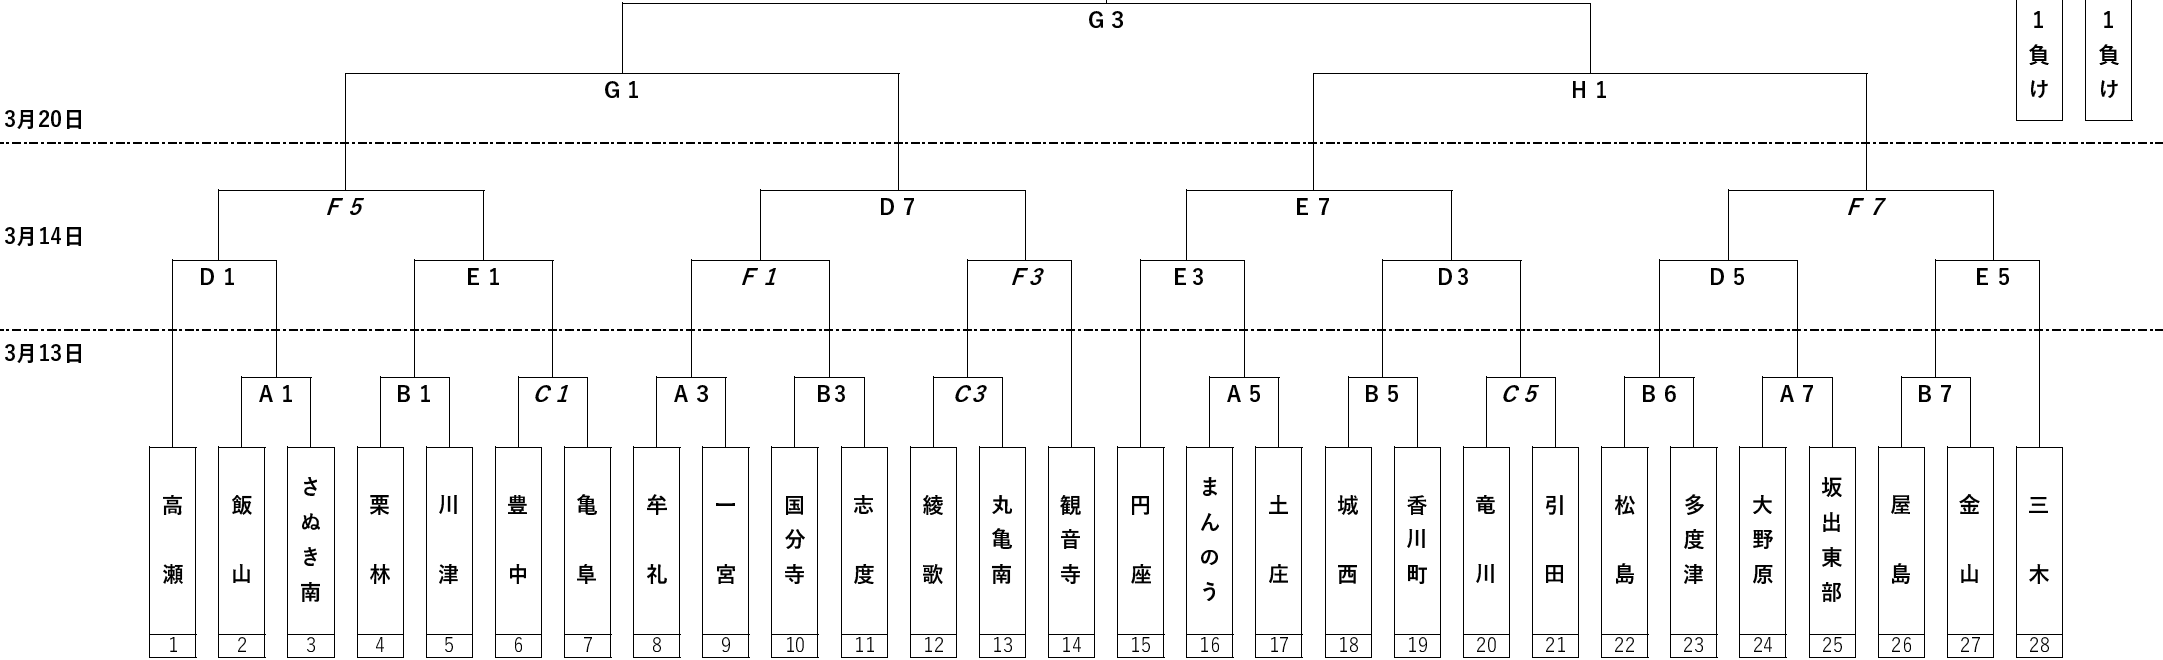 G3
1負け
1負け
G1
H1
3月20日
F5
D7
E7
F7
3月14日
D1
E1
F1
F3
E3
D3
D5
E5
3月13日
A1
B1
C1
A3
B3
C3
A5
B5
C5
B6
A7
B7
高瀬
飯山
さぬき南
栗林
川津
豊中
亀阜
牟礼
一宮
国分寺
志度
綾歌
丸亀南
観音寺
円座
まんのう
土庄
城西
香川町
竜川
引田
松島
多度津
大野原
坂出東部
屋島
金山
三木
1
2
3
4
5
6
7
8
9
10
11
12
13
14
15
16
17
18
19
20
21
22
23
24
25
26
27
28